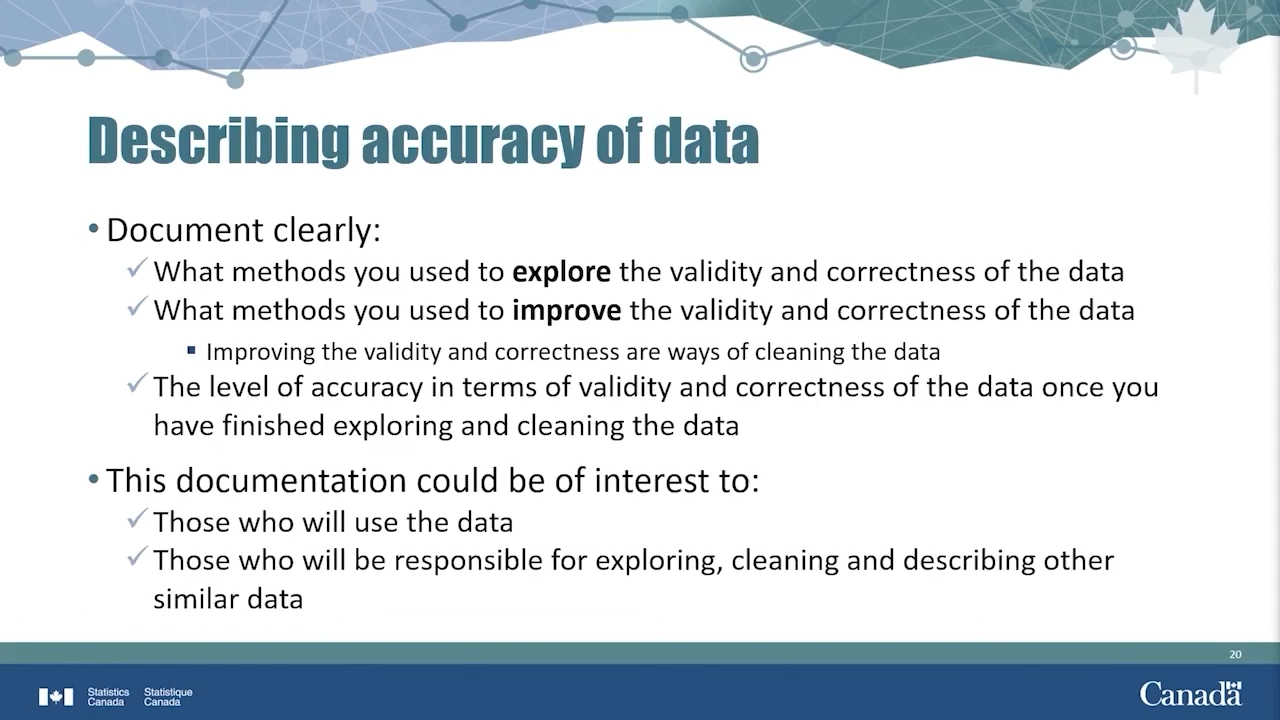 Describing accuracy of data
• Document clearly:
✓ What methods you used to explore the validity and correctness of the data
✓ What methods you used to improve the validity and correctness of the data
▪ Improving the validity and correctness are ways of cleaning the data
✓ The level of accuracy in terms of validity and correctness of the data once you
have finished exploring and cleaning the data
• This documentation could be of interest to:
✓ Those who will use the data
✓ Those who will be responsible for exploring, cleaning and describing other
similar data
20
Statistics Statistique
Canada Canada
Canada